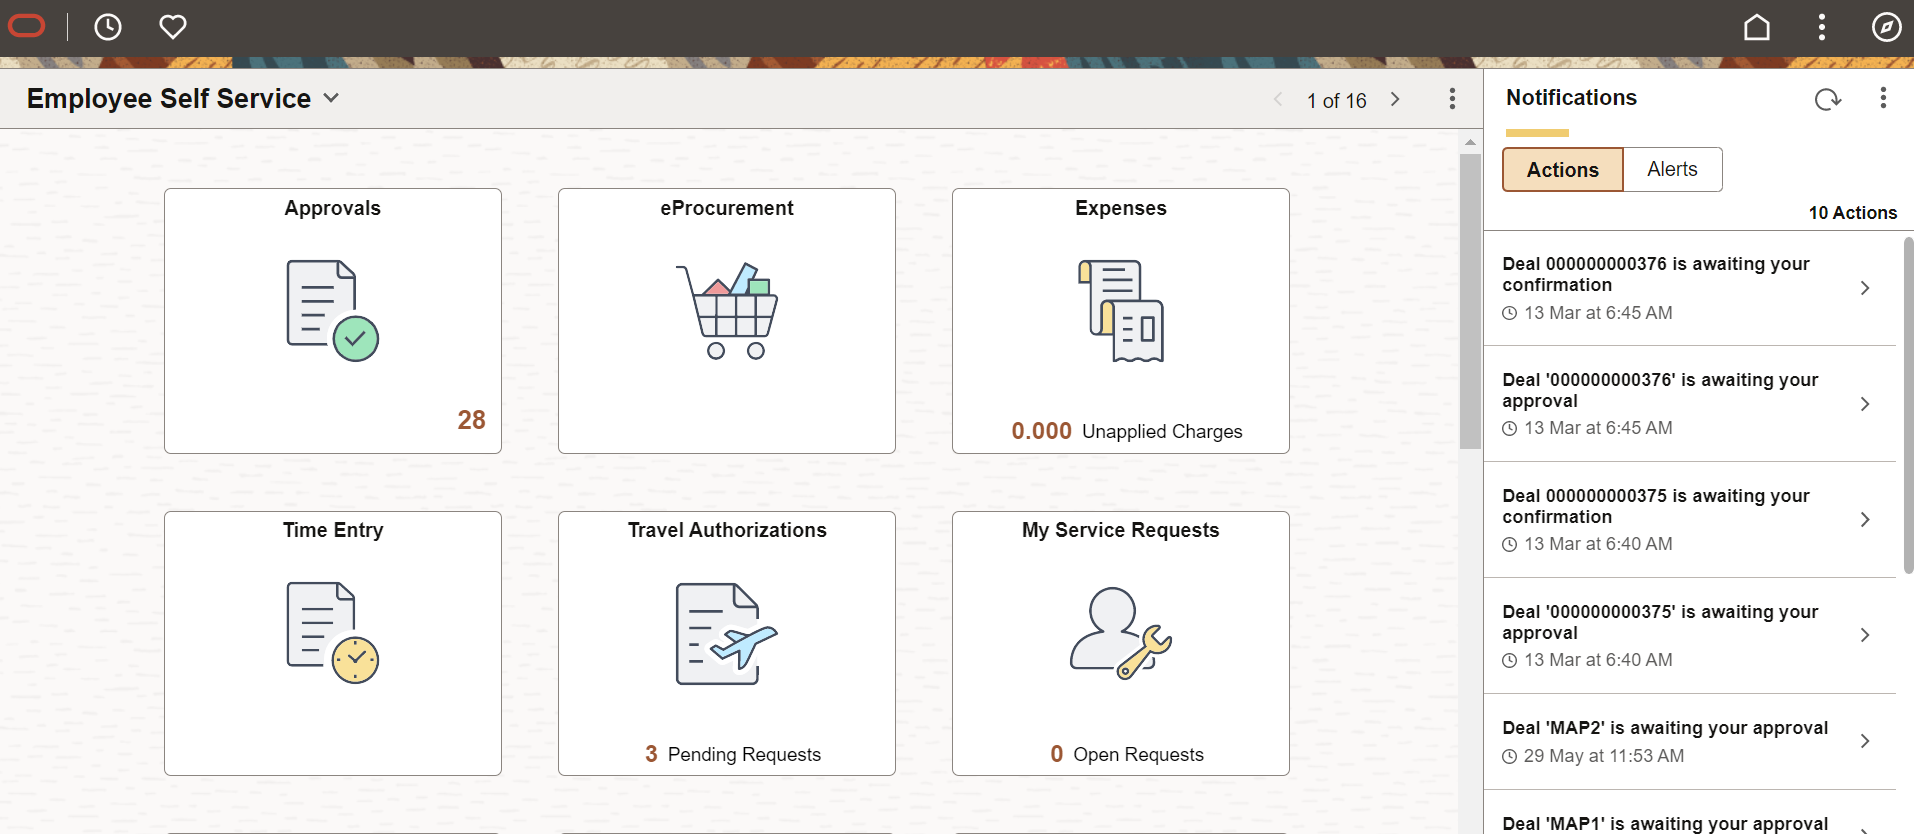 Employee Self Service
1 of 16
Notifications
Actions
Alerts
10 Actions
Approvals
28
eProcurement
Expenses
0.000 Unapplied Charges
Time Entry
Travel Authorizations
3 Pending Requests
My Service Requests
0 Open Requests
Deal 000000000376 is awaiting your
confirmation
13 Mar at 6:45 AM
Deal '000000000376' is awaiting your
approval
13 Mar at 6:45 AM
Deal 000000000375 is awaiting your
confirmation
13 Mar at 6:40 AM
Deal '000000000375' is awaiting your
approval
13 Mar at 6:40 AM
Deal 'MAP2' is awaiting your approval
29 May at 11:53 AM
Deal 'MAP1' is awaiting your approval